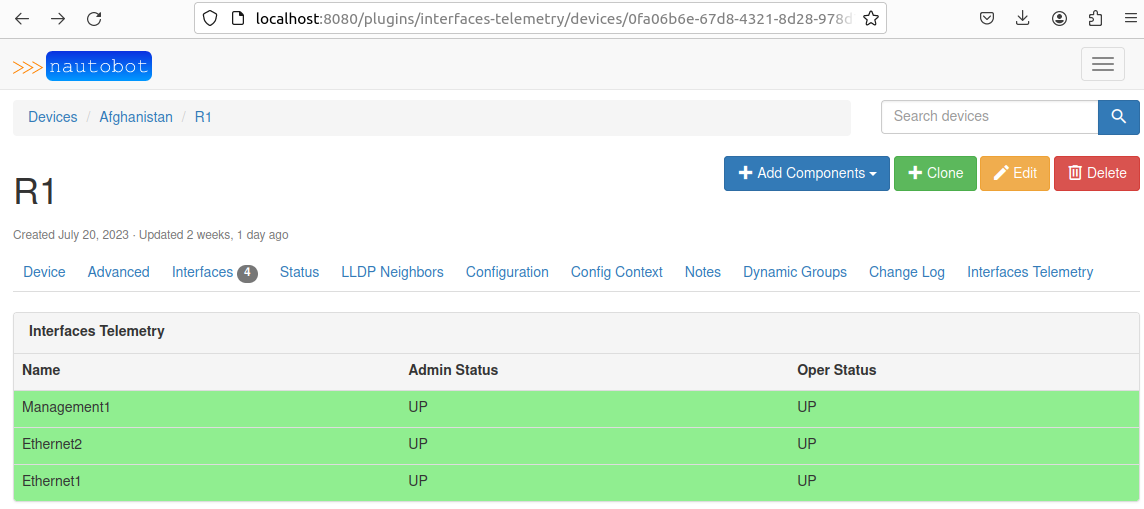 localhost:8080/plugins/interfaces-telemetry/devices/0fa06b6e-67d8-4321-8d28-978d
>>> nautobot
Devices / Afghanistan / R1
Search devices
Add Components Clone Edit Delete
R1
Created July 20, 2023 · Updated 2 weeks, 1 day ago
Device Advanced Interfaces 4 Status LLDP Neighbors Configuration Config Context Notes Dynamic Groups Change Log Interfaces Telemetry
Interfaces Telemetry
Name Admin Status Oper Status
Management1 UP UP
Ethernet2 UP UP
Ethernet1 UP UP